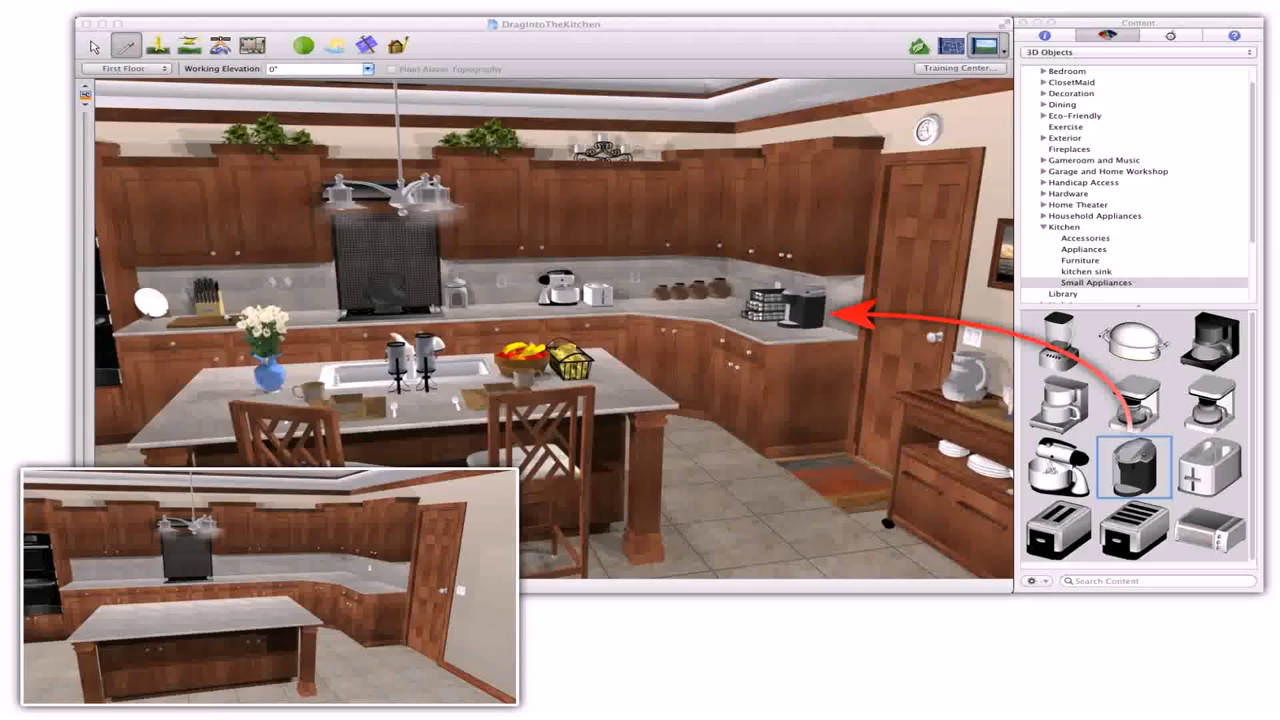 DragIntoTheKitchen
First Floor
Working Elevation:
0"
Float Above Topography
Training Center...
Content
3D Objects
Bedroom
ClosetMaid
Decoration
Dining
Eco-Friendly
Exercise
Exterior
Fireplaces
Gameroom and Music
Garage and Home Workshop
Handicap Access
Hardware
Home Theater
Household Appliances
Kitchen
Accessories
Appliances
Furniture
kitchen sink
Small Appliances
Library
Search Content